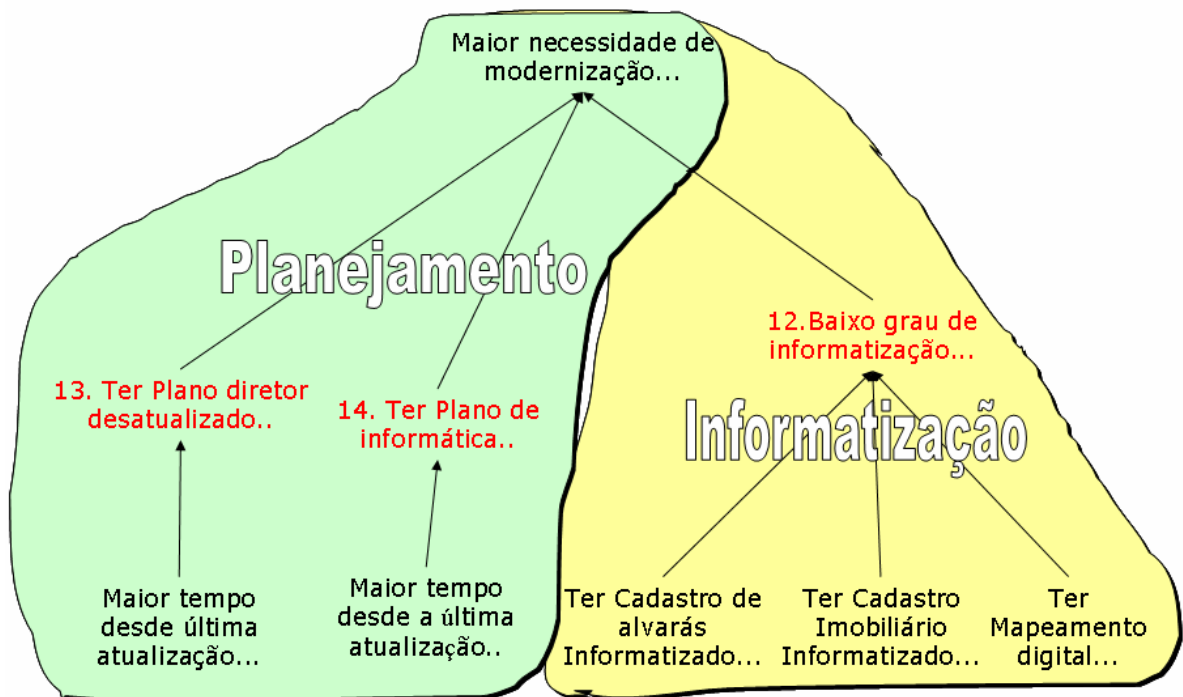 Maior necessidade de
modernização...
Planejamento
12.Baixo grau de
informatização...
13. Ter Plano diretor
desatualizado..
14. Ter Plano de
informática..
Informatização
Maior tempo
desde última
atualização...
Maior tempo
desde a última
atualização..
Ter Cadastro de
alvarás
Informatizado...
Ter Cadastro
Imobiliário
Informatizado...
Ter
Mapeamento
digital...